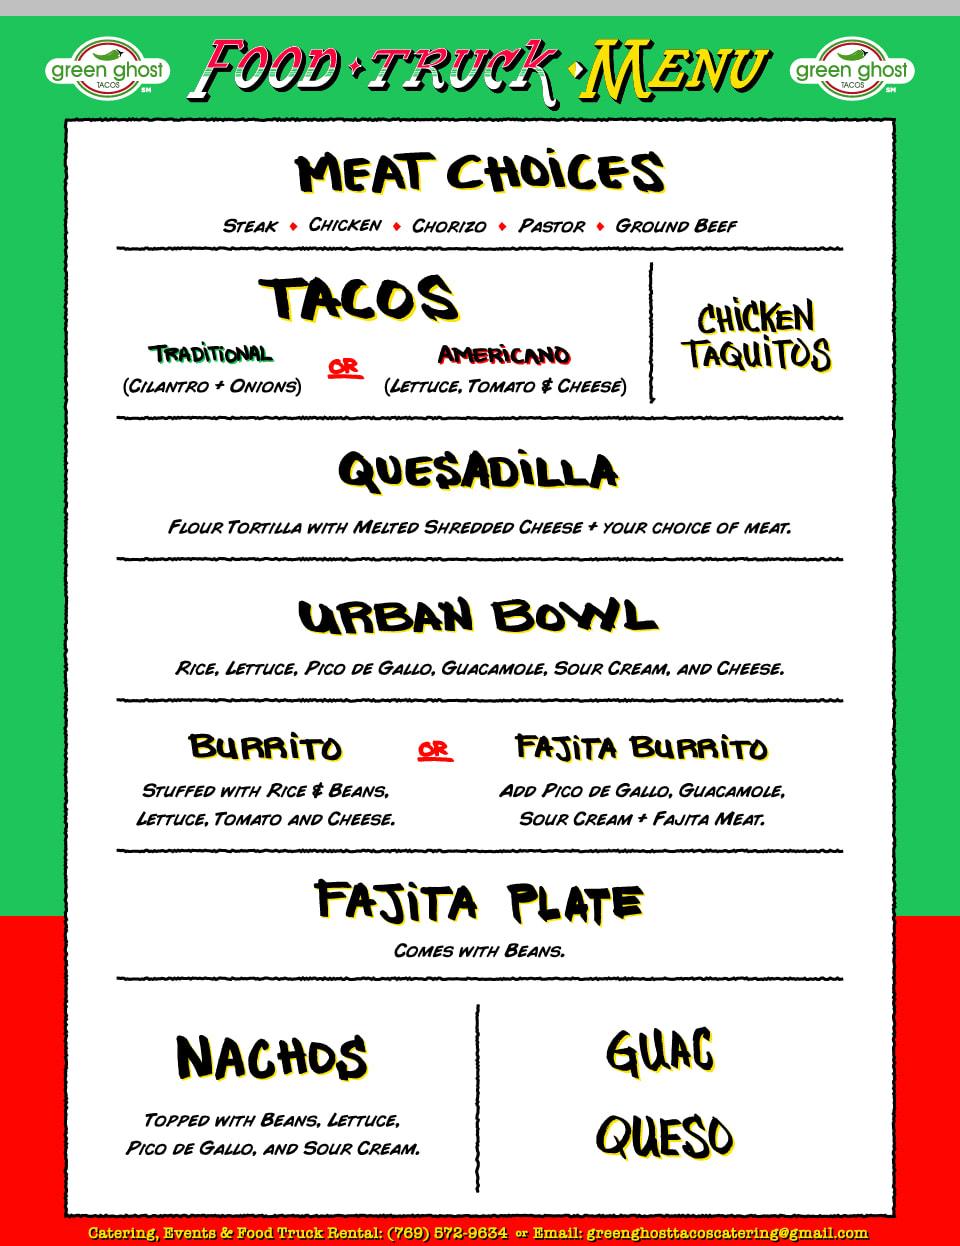 green ghost
TACOS
SM
Food • Truck • Menu
green ghost
TACOS
SM
Meat Choices
Steak ♦ Chicken ♦ Chorizo ♦ Pastor ♦ Ground Beef
Tacos
Traditional
(Cilantro + Onions)
or
Americano
(Lettuce, Tomato & Cheese)
Chicken
Taquitos
Quesadilla
Flour Tortilla with Melted Shredded Cheese + your choice of meat.
Urban Bowl
Rice, Lettuce, Pico de Gallo, Guacamole, Sour Cream, and Cheese.
Burrito
Stuffed with Rice & Beans,
Lettuce, Tomato and Cheese.
or
Fajita Burrito
Add Pico de Gallo, Guacamole,
Sour Cream + Fajita Meat.
Fajita Plate
Comes with Beans.
Nachos
Topped with Beans, Lettuce,
Pico de Gallo, and Sour Cream.
Guac
Queso
Catering, Events & Food Truck Rental: (769) 572-9634 or Email: greenghosttacoscatering@gmail.com